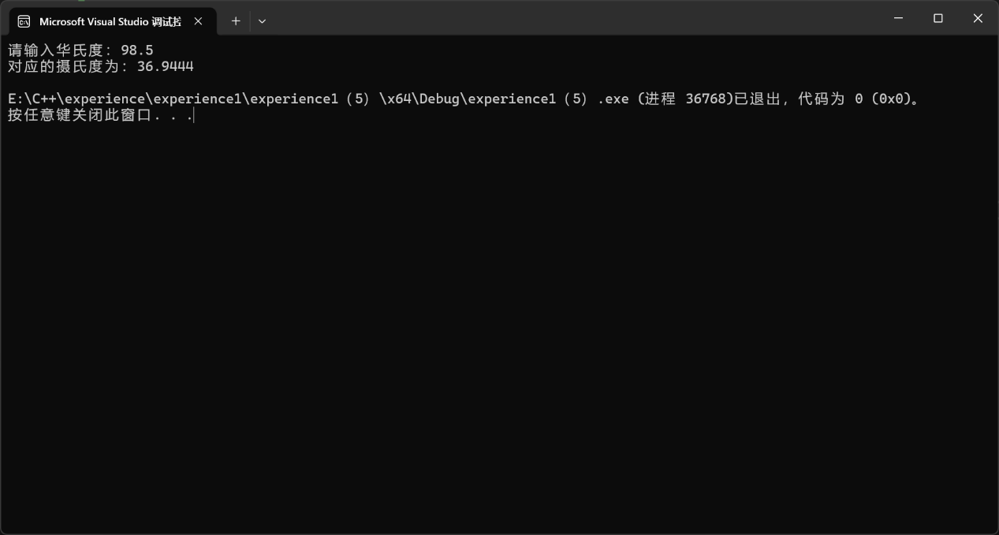 Microsoft Visual Studio 调试控
请输入华氏度：98.5
对应的摄氏度为：36.9444
E:\C++\experience\experience1\experience1（5）\x64\Debug\experience1（5）.exe (进程 36768)已退出，代码为 0 (0x0)。
按任意键关闭此窗口. . .